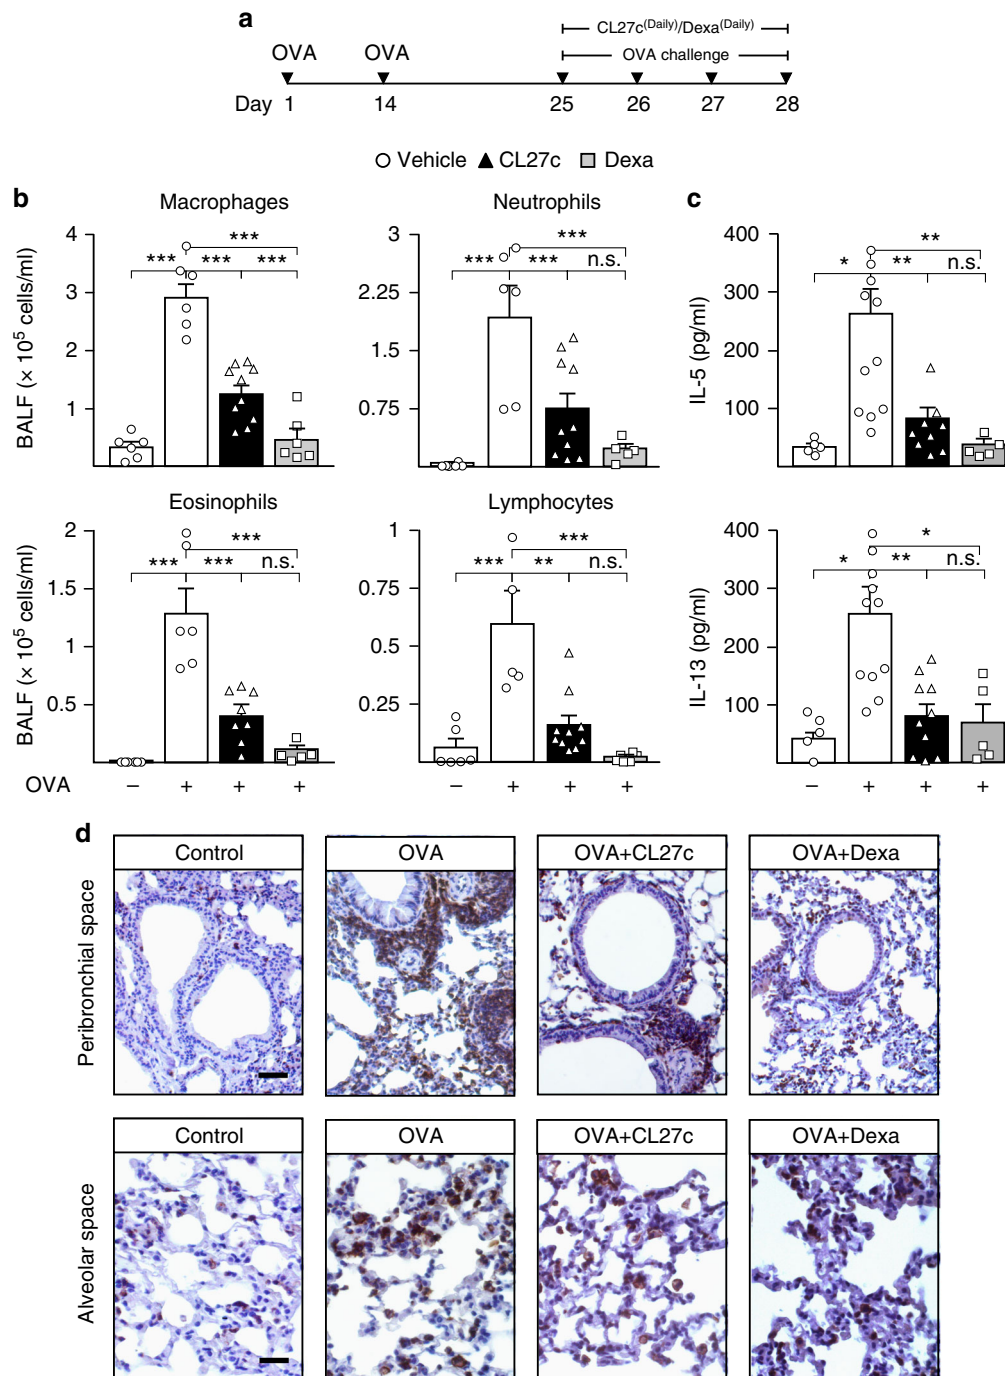 a
CL27c(Daily)/Dexa(Daily)
OVA OVA OVA challenge
Day 1 14 25 26 27 28
Vehicle CL27c Dexa
b
Macrophages
BALF (× 10⁵ cells/ml)
4
3
2
1
***
*** *** ***
Neutrophils
3
2.25
1.5
0.75
***
*** *** n.s.
c
IL-5 (pg/ml)
400
300
200
100
**
* ** n.s.
Eosinophils
BALF (× 10⁵ cells/ml)
2
1.5
1
0.5
***
*** *** n.s.
OVA − + + +
Lymphocytes
1
0.75
0.5
0.25
***
*** ** n.s.
− + + +
IL-13 (pg/ml)
400
300
200
100
*
* ** n.s.
− + + +
d
Peribronchial space
Control OVA OVA+CL27c OVA+Dexa
Alveolar space
Control OVA OVA+CL27c OVA+Dexa